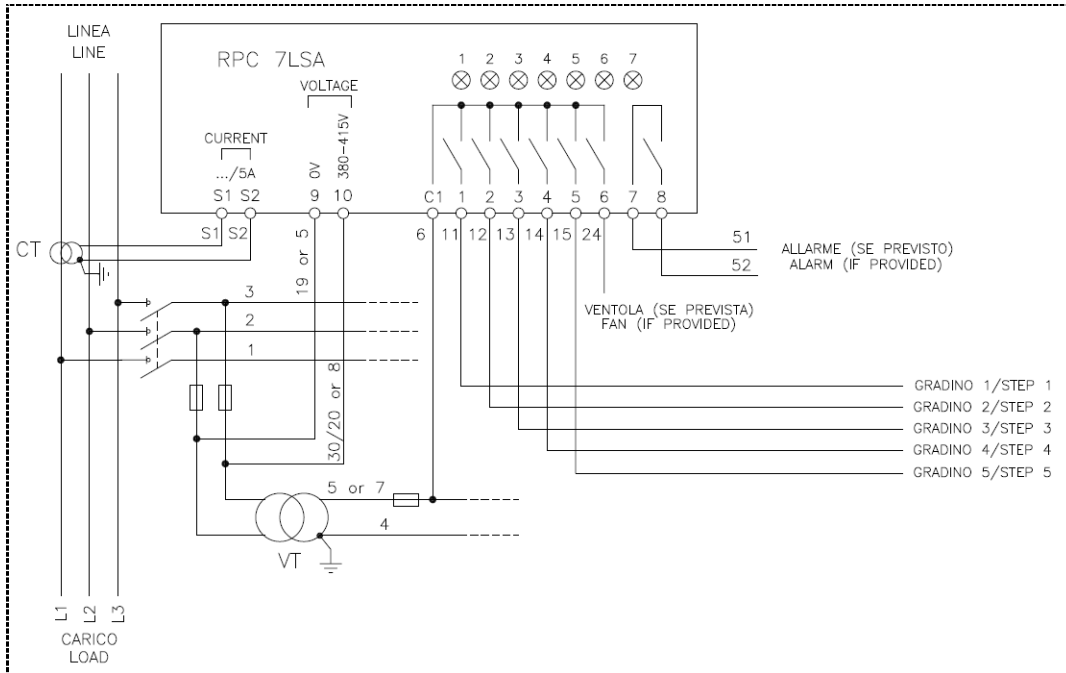 LINEA
LINE
RPC 7LSA
1 2 3 4 5 6 7
VOLTAGE
CURRENT
.../5A
0V
380-415V
S1 S2 9 10 C1 1 2 3 4 5 6 7 8
S1 S2 6 11 12 13 14 15 24
19 or 5
51
52
ALLARME (SE PREVISTO)
ALARM (IF PROVIDED)
CT
3
2
1
VENTOLA (SE PREVISTA)
FAN (IF PROVIDED)
30/20 or 8
GRADINO 1/STEP 1
GRADINO 2/STEP 2
GRADINO 3/STEP 3
GRADINO 4/STEP 4
GRADINO 5/STEP 5
5 or 7
4
VT
L1
L2
L3
CARICO
LOAD